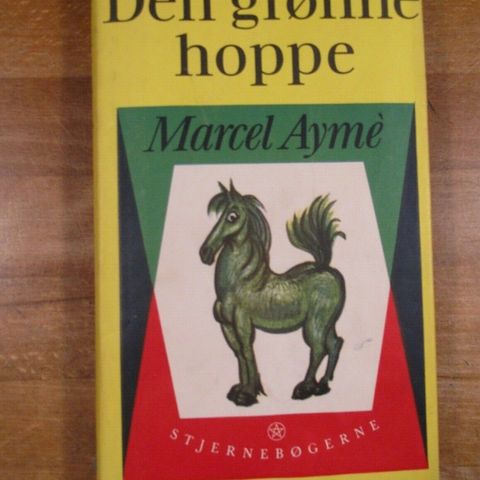 Den grønne
hoppe
Marcel Aymè
STJERNEBØGERNE